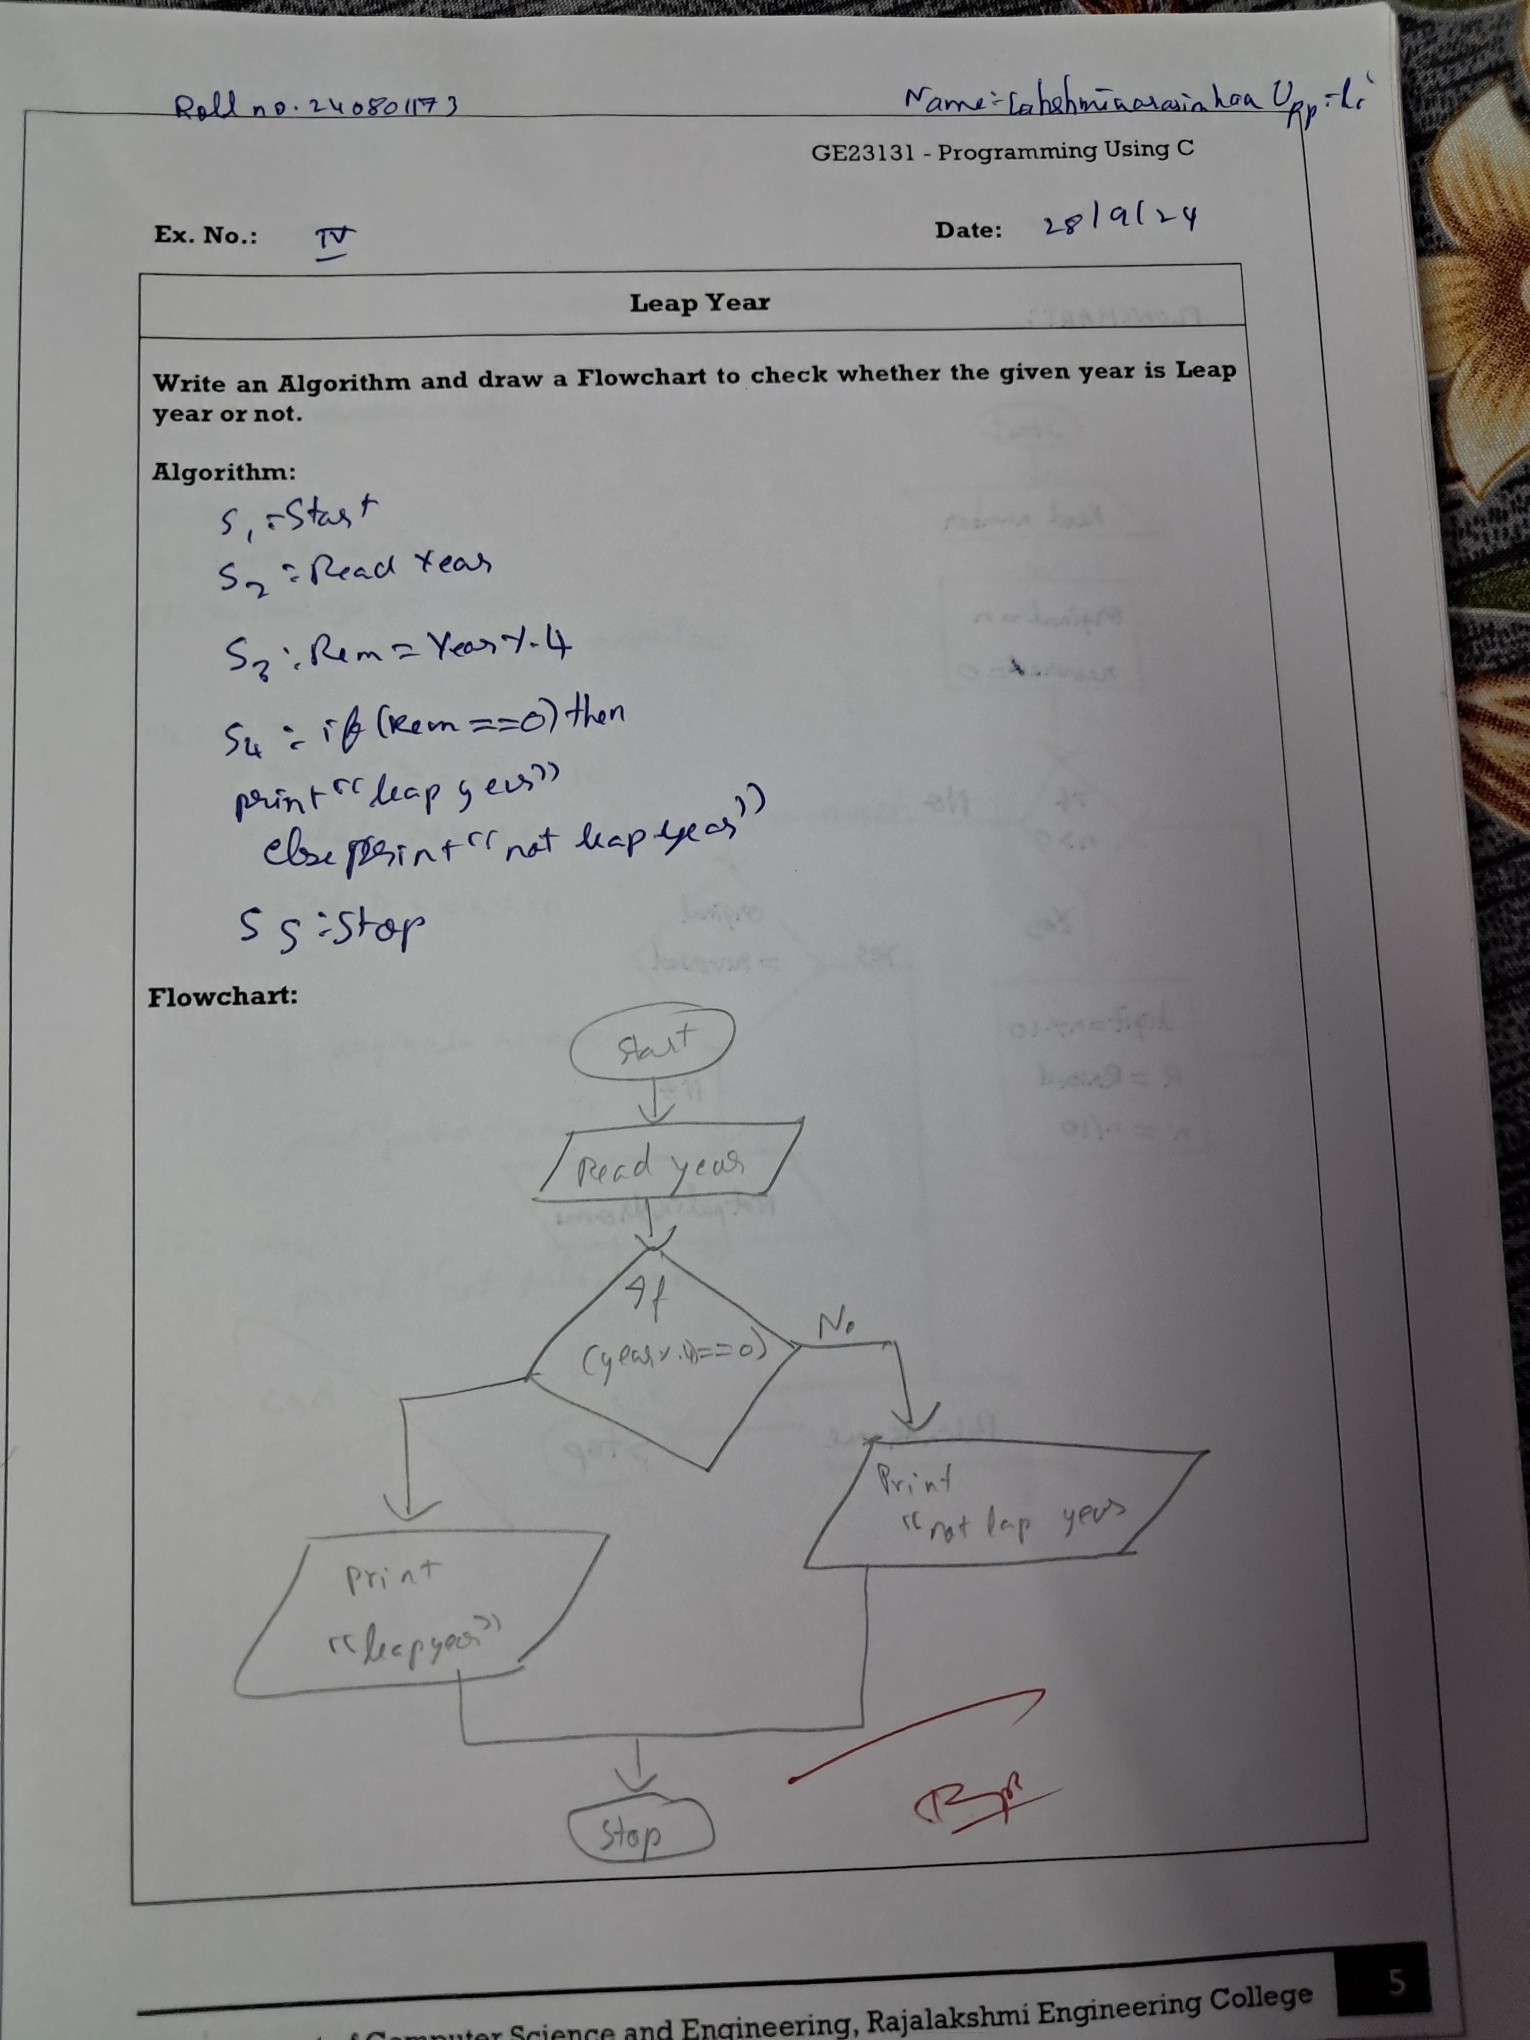 Roll no. 240801173
Name:-
GE23131 - Programming Using C
Ex. No.: IV
Date: 28/9/24
Leap Year
Write an Algorithm and draw a Flowchart to check whether the given year is Leap
year or not.
Algorithm:
S1:-Start
S2:-Read Year
S3:-Rem = Year%4
S4:- if (Rem ==0) then
print "leap year"
else print "not leap year"
S5:-Stop
Flowchart:
Start
Read year
If
(year%4==0)
No
Print
"not leap year
Print
"leap year"
Stop
Computer Science and Engineering, Rajalakshmi Engineering College
5